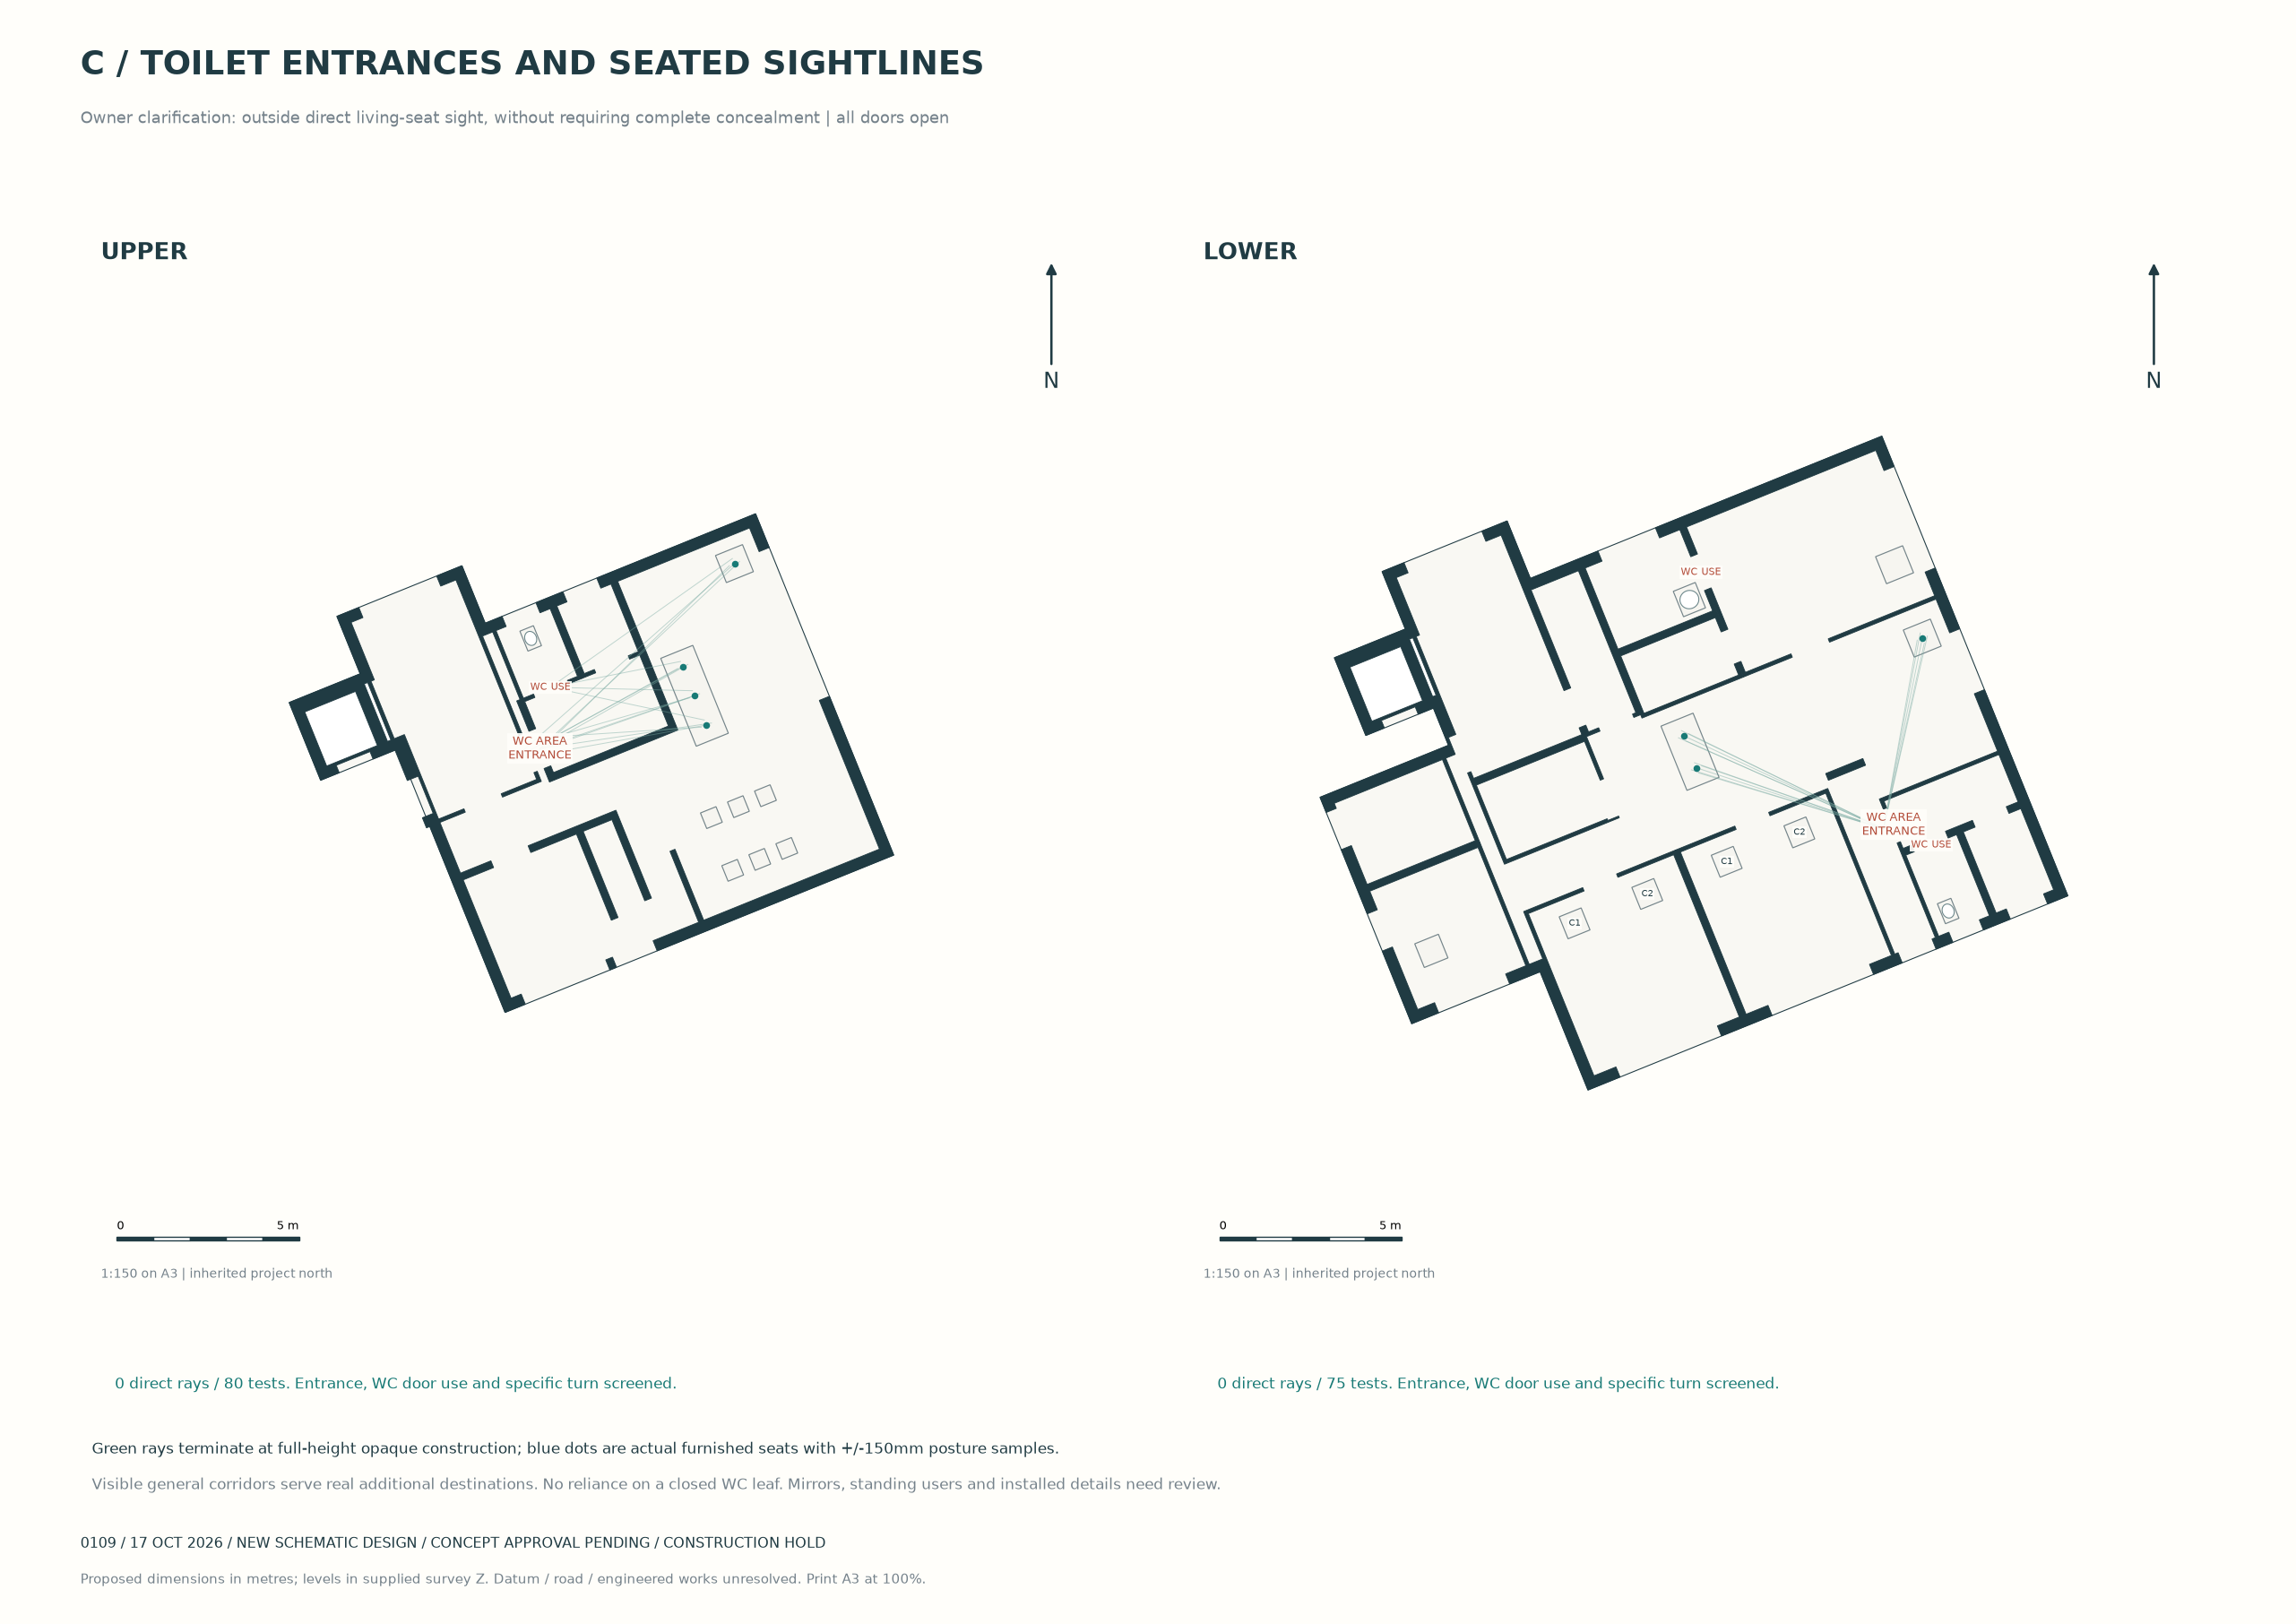 C / TOILET ENTRANCES AND SEATED SIGHTLINES
Owner clarification: outside direct living-seat sight, without requiring complete concealment | all doors open
UPPER
N
WC USE
WC AREA
ENTRANCE
0 5 m
1:150 on A3 | inherited project north
0 direct rays / 80 tests. Entrance, WC door use and specific turn screened.
LOWER
N
WC USE
WC AREA
ENTRANCE
WC USE
C2
C1
C2
C1
0 5 m
1:150 on A3 | inherited project north
0 direct rays / 75 tests. Entrance, WC door use and specific turn screened.
Green rays terminate at full-height opaque construction; blue dots are actual furnished seats with +/-150mm posture samples.
Visible general corridors serve real additional destinations. No reliance on a closed WC leaf. Mirrors, standing users and installed details need review.
0109 / 17 OCT 2026 / NEW SCHEMATIC DESIGN / CONCEPT APPROVAL PENDING / CONSTRUCTION HOLD
Proposed dimensions in metres; levels in supplied survey Z. Datum / road / engineered works unresolved. Print A3 at 100%.